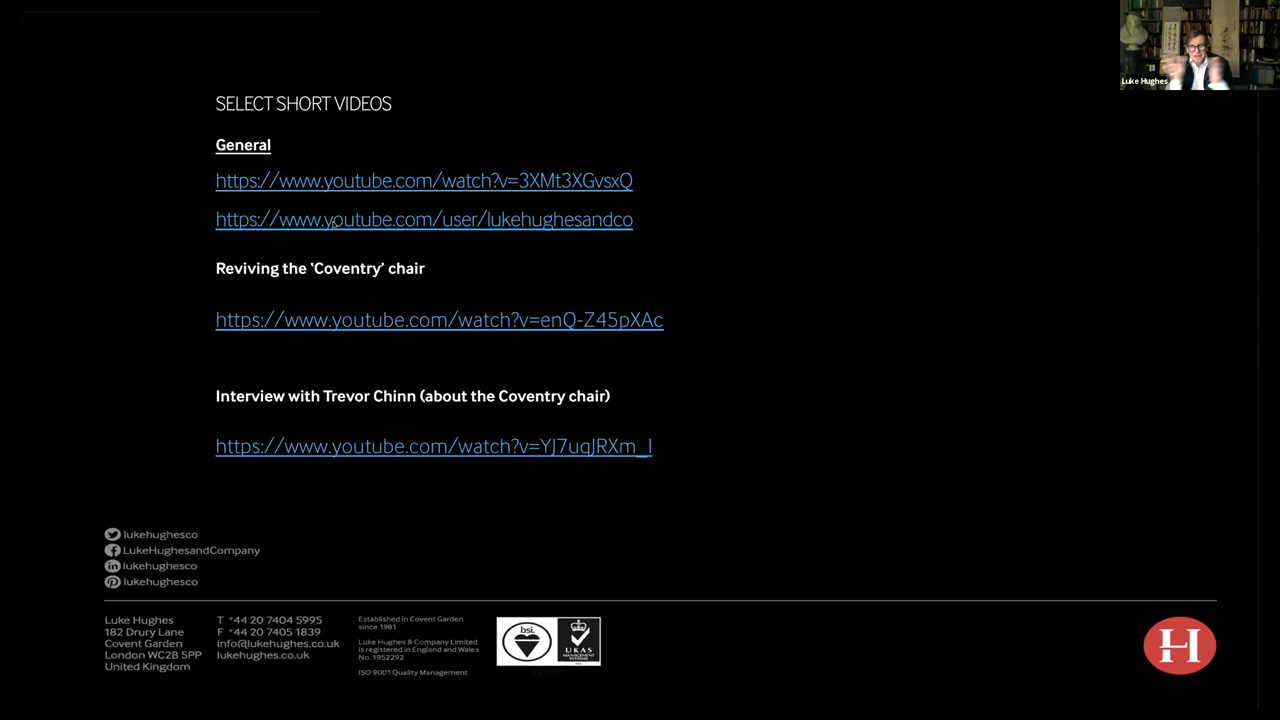 Luke Hughes
SELECT SHORT VIDEOS
General
https://www.youtube.com/watch?v=3XMt3XGvsxQ
https://www.youtube.com/user/lukehughesandco
Reviving the ‘Coventry’ chair
https://www.youtube.com/watch?v=enQ-Z45pXAc
Interview with Trevor Chinn (about the Coventry chair)
https://www.youtube.com/watch?v=YJ7uqJRXm_I
lukehughesco
LukeHughesandCompany
lukehughesco
lukehughesco
Luke Hughes
182 Drury Lane
Covent Garden
London WC2B 5PP
United Kingdom
T +44 20 7404 5995
F +44 20 7405 1839
info@lukehughes.co.uk
lukehughes.co.uk
Established in Covent Garden
since 1981
Luke Hughes & Company Limited
is registered in England and Wales
No. 1952292
ISO 9001 Quality Management
bsi.
UKAS
MANAGEMENT
SYSTEMS
H